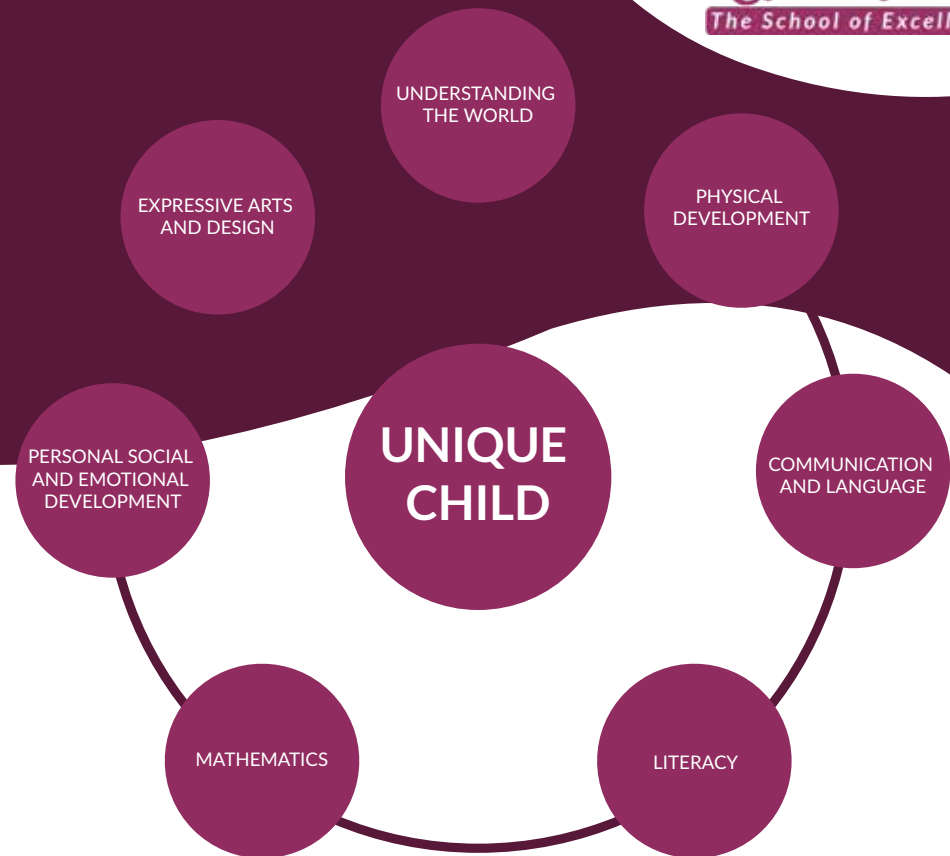 The School of
UNDERSTANDING
THE WORLD
EXPRESSIVE ARTS
AND DESIGN
PHYSICAL
DEVELOPMENT
UNIQUE
CHILD
PERSONAL SOCIAL
AND EMOTIONAL
DEVELOPMENT
COMMUNICATION
AND LANGUAGE
MATHEMATICS
LITERACY